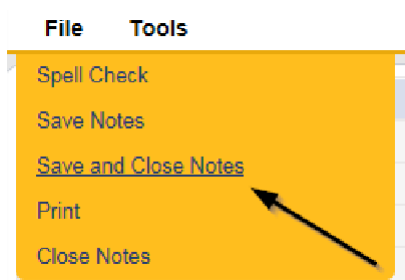 File Tools
Spell Check
Save Notes
Save and Close Notes
Print
Close Notes